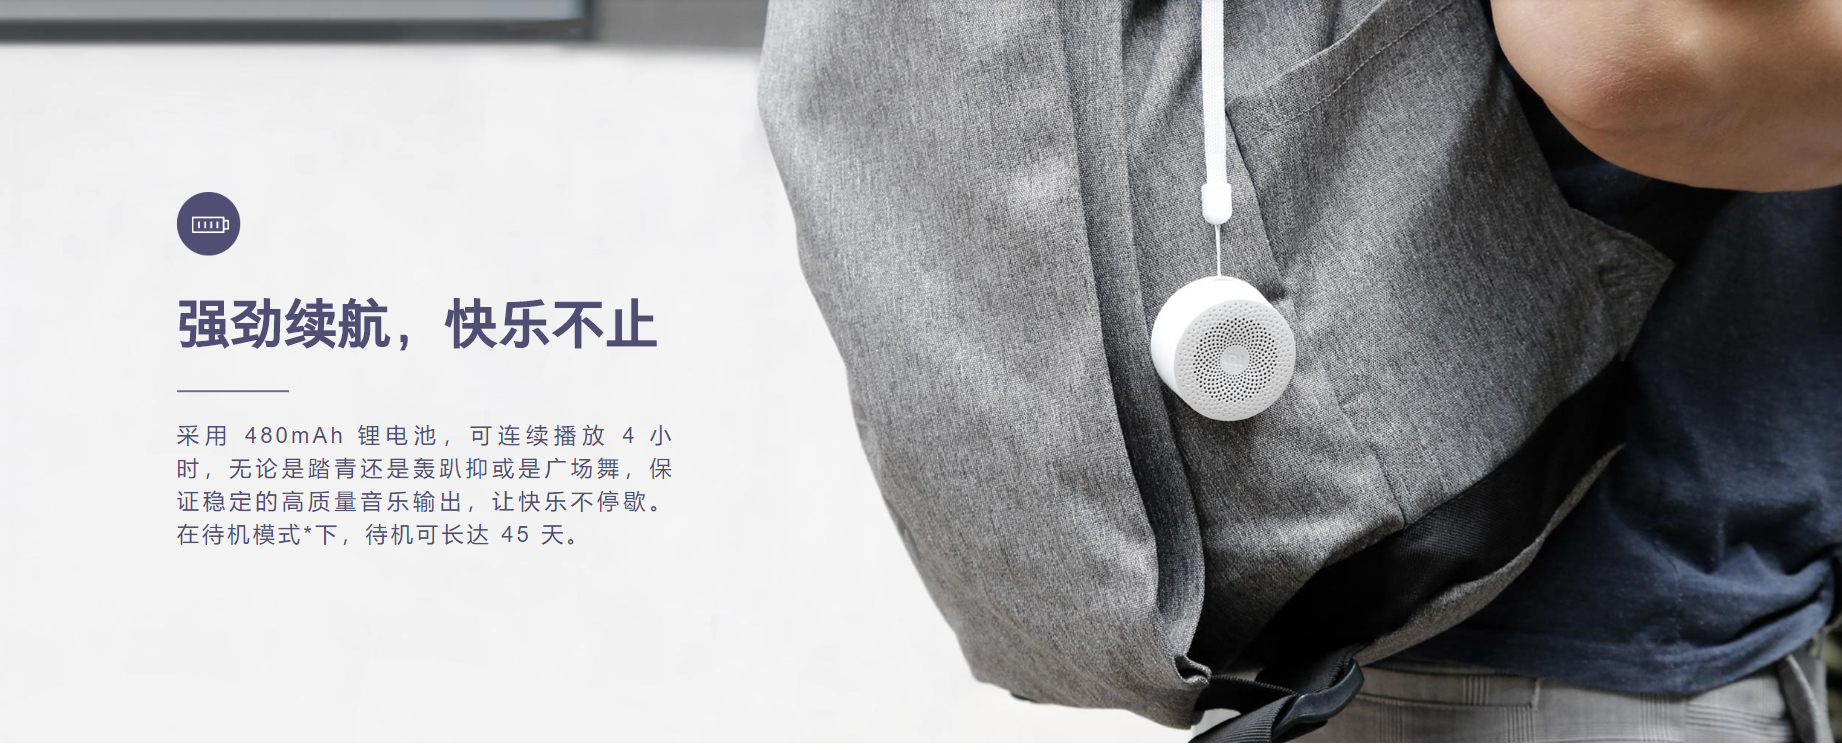 强劲续航，快乐不止
采用 480mAh 锂电池，可连续播放 4 小
时，无论是踏青还是轰趴抑或是广场舞，保
证稳定的高质量音乐输出，让快乐不停歇。
在待机模式*下，待机可长达 45 天。